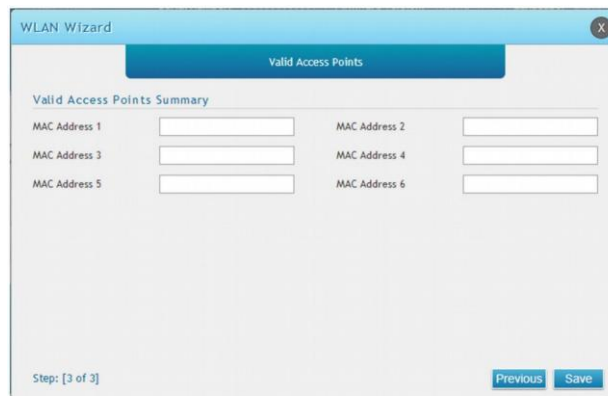 WLAN Wizard
X
Valid Access Points
Valid Access Points Summary
MAC Address 1 MAC Address 2
MAC Address 3 MAC Address 4
MAC Address 5 MAC Address 6
Step: [3 of 3] Previous Save